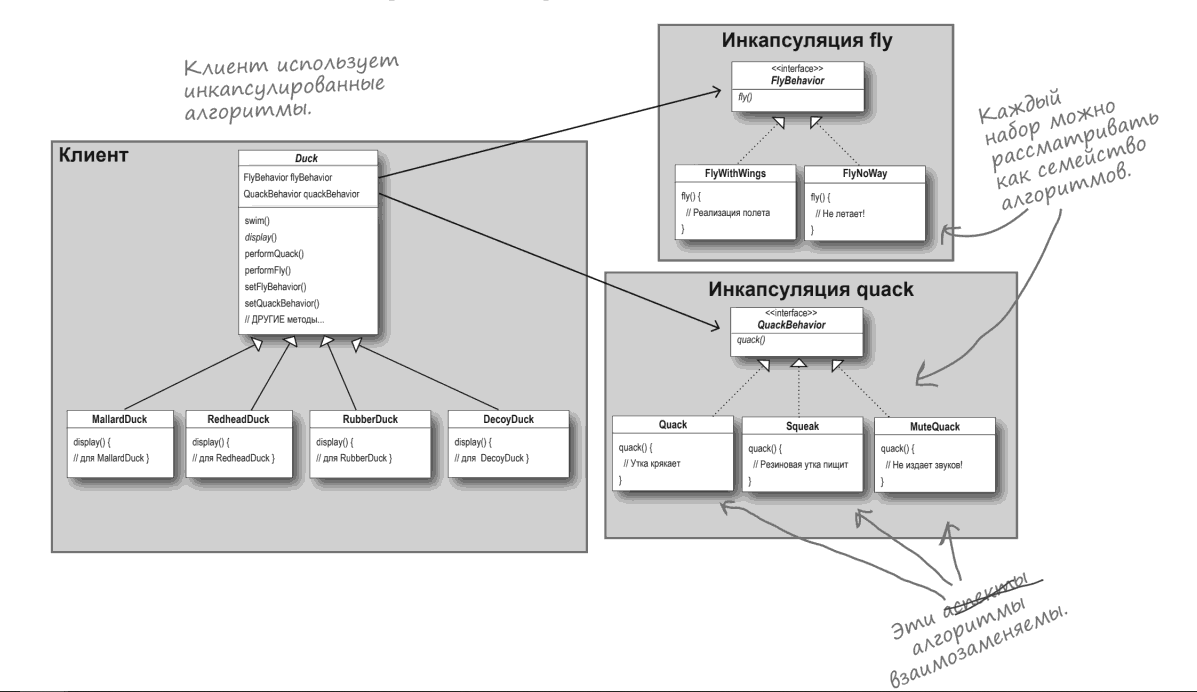 Клиент использует
инкапсулированные
алгоритмы.
Клиент
Duck
FlyBehavior flyBehavior
QuackBehavior quackBehavior
swim()
display()
performQuack()
performFly()
setFlyBehavior()
setQuackBehavior()
// ДРУГИЕ методы...
MallardDuck
display() {
// для MallardDuck }
RedheadDuck
display() {
// для RedheadDuck }
RubberDuck
display() {
// для RubberDuck }
DecoyDuck
display() {
// для DecoyDuck }
Инкапсуляция fly
<<interface>>
FlyBehavior
fly()
FlyWithWings
fly() {
// Реализация полета
}
FlyNoWay
fly() {
// Не летает!
}
Каждый
набор можно
рассматривать
как семейство
алгоритмов.
Инкапсуляция quack
<<interface>>
QuackBehavior
quack()
Quack
quack() {
// Утка крякает
}
Squeak
quack() {
// Резиновая утка пищит
}
MuteQuack
quack() {
// Не издает звуков!
}
Эти аспекты
алгоритмы
взаимозаменяемы.